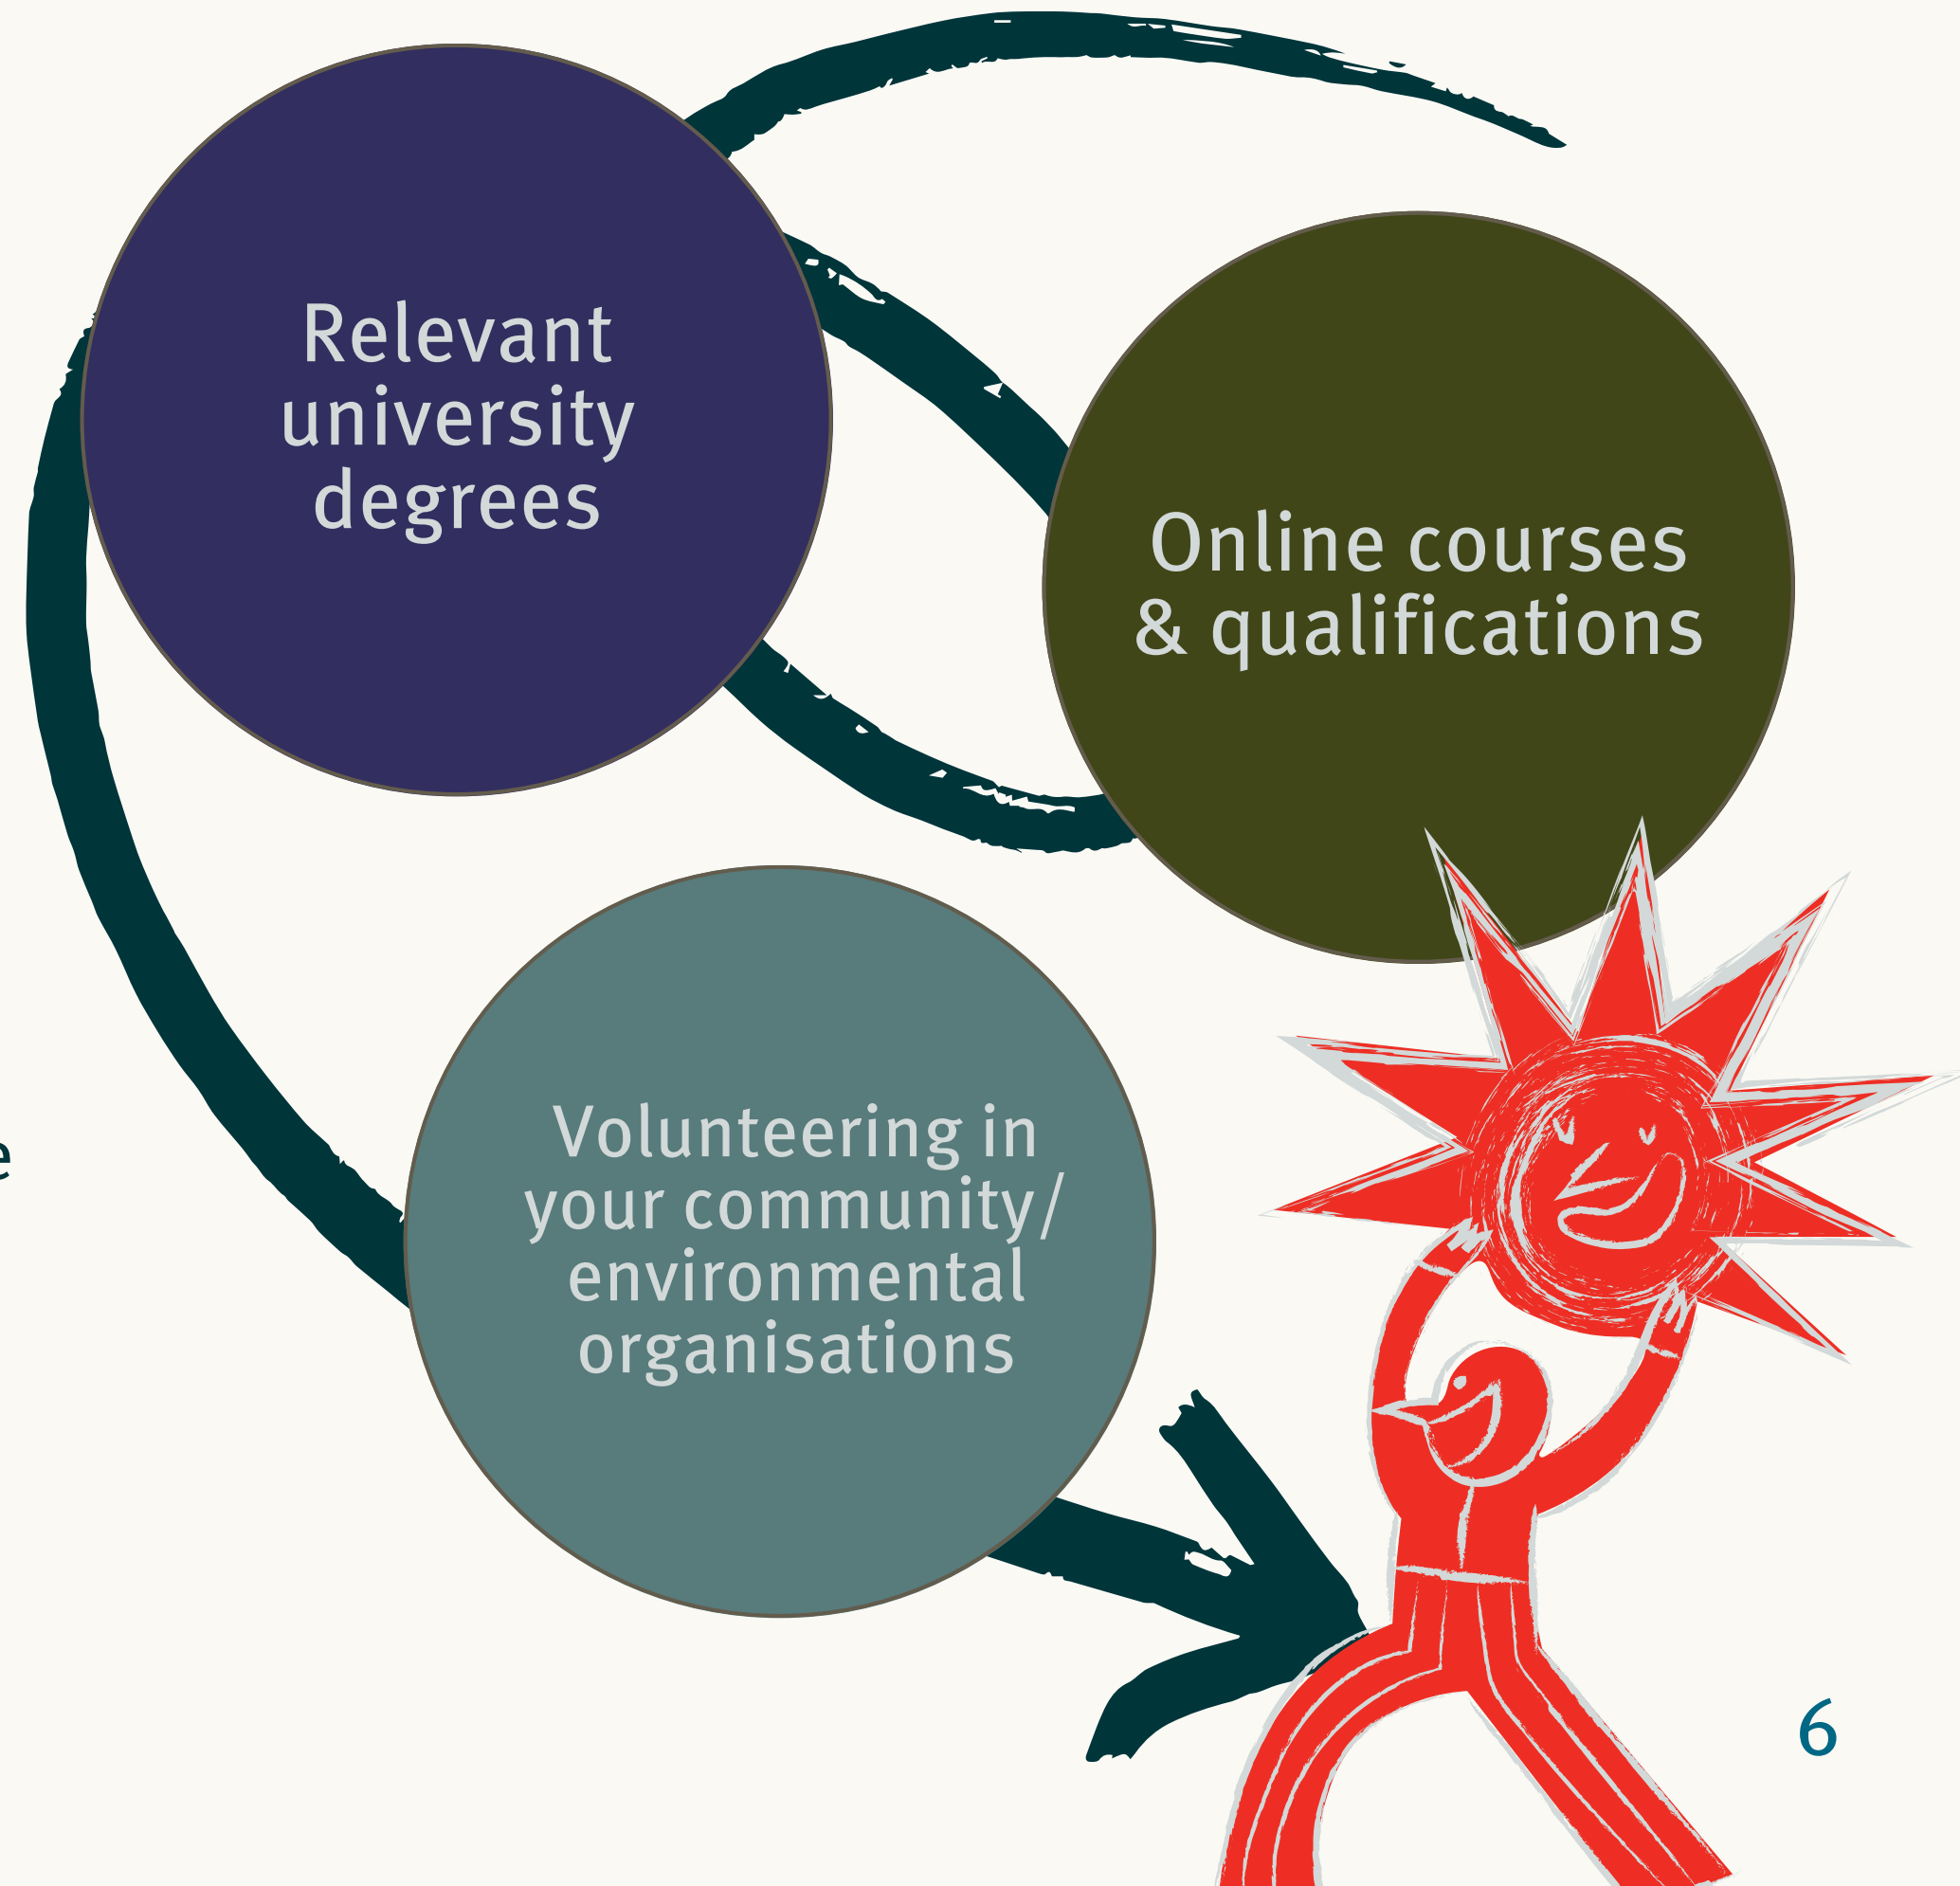 Relevant
university
degrees
Online courses
& qualifications
Volunteering in
your community/
environmental
organisations
6